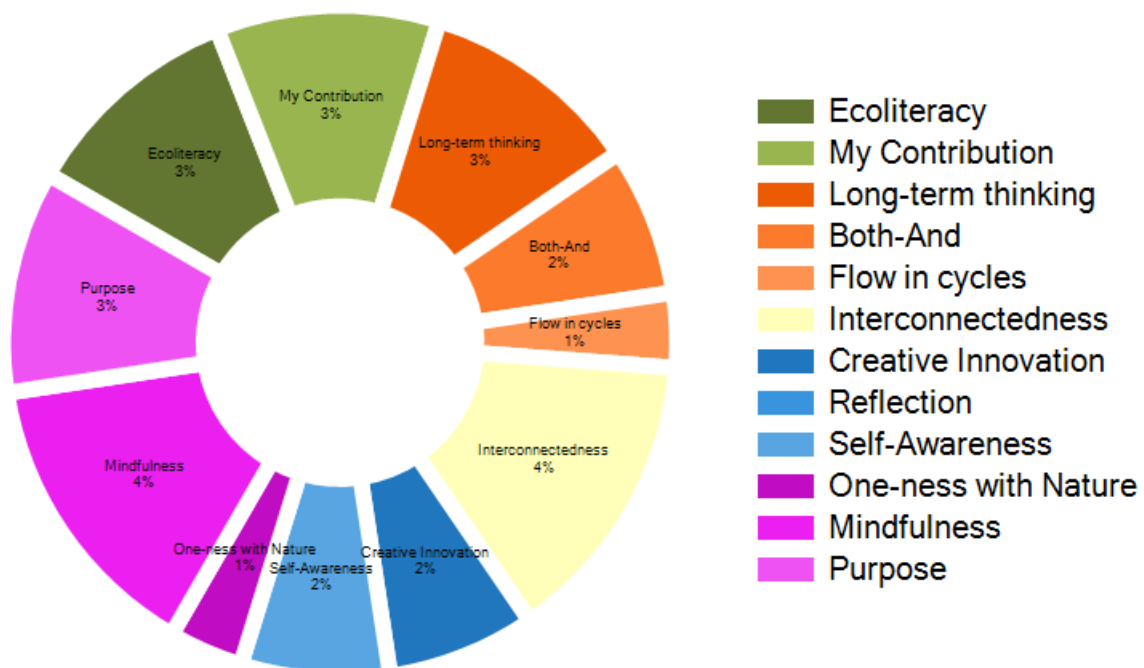 My Contribution
3%
Long-term thinking
3%
Ecoliteracy
3%
Both-And
2%
Purpose
3%
Flow in cycles
1%
Interconnectedness
4%
Mindfulness
4%
One-ness with Nature
1%
Self-Awareness
2%
Creative Innovation
2%
Ecoliteracy
My Contribution
Long-term thinking
Both-And
Flow in cycles
Interconnectedness
Creative Innovation
Reflection
Self-Awareness
One-ness with Nature
Mindfulness
Purpose